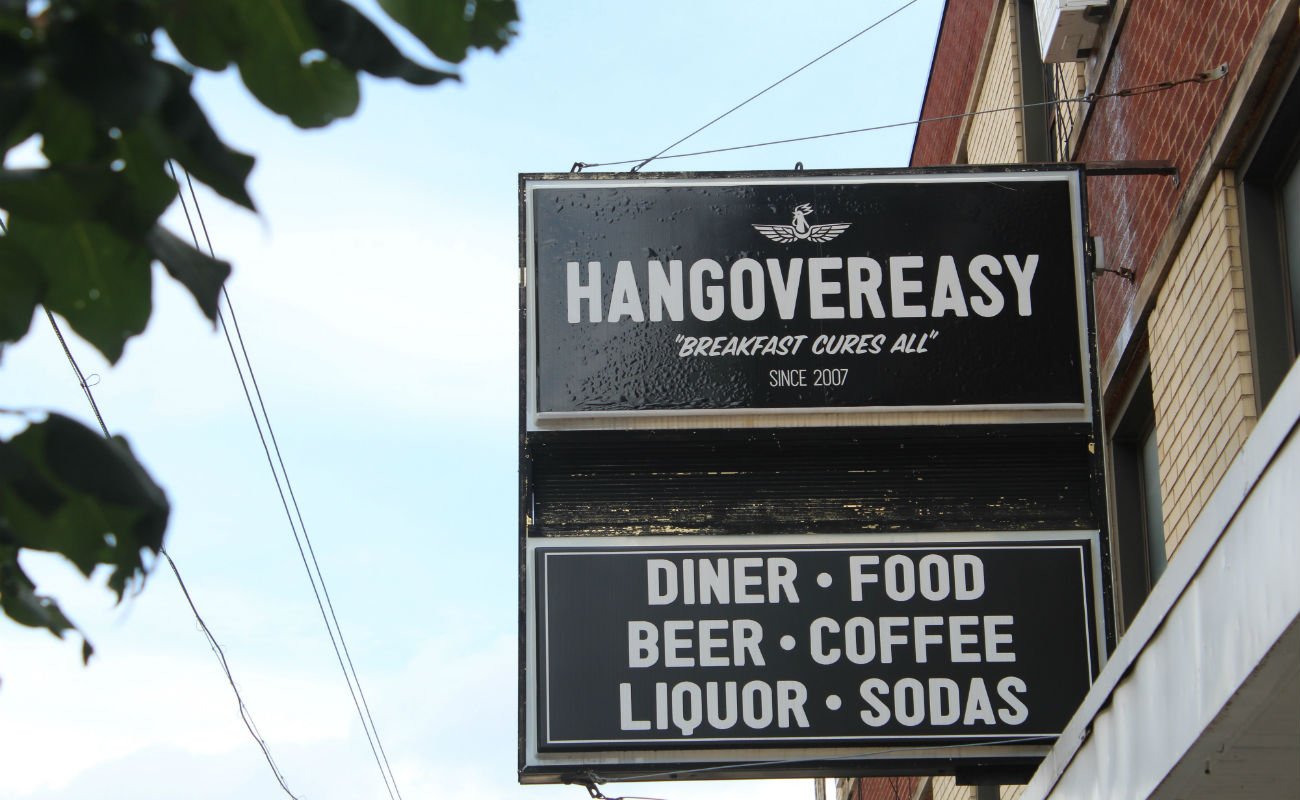 HANGOVEREASY
"BREAKFAST CURES ALL"
SINCE 2007
DINER • FOOD
BEER • COFFEE
LIQUOR • SODAS